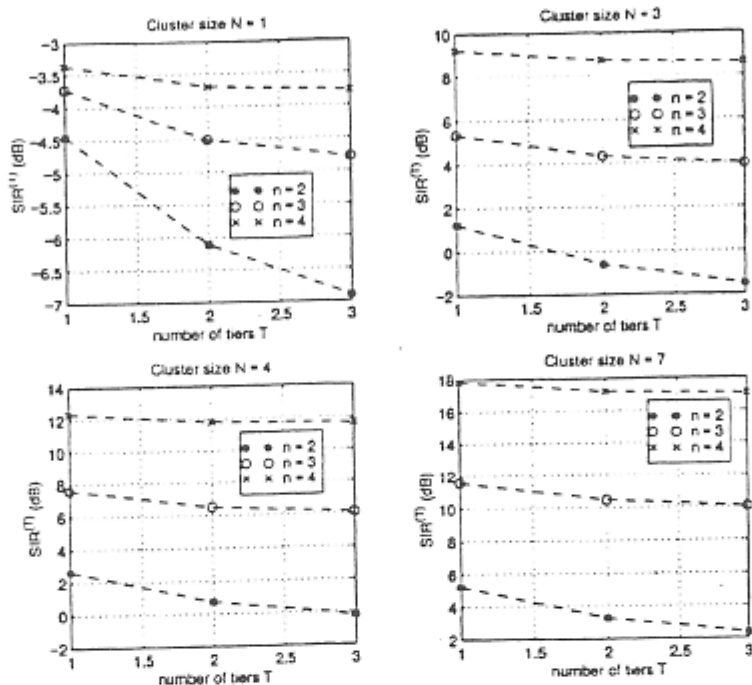 Cluster size N = 1
-3
-3.5
-4
-4.5
-5
-5.5
-6
-6.5
-7
SIR(T) (dB)
n = 2
n = 3
n = 4
1
1.5
2
2.5
3
number of tiers T
Cluster size N = 3
10
8
6
4
2
0
-2
SIR(T) (dB)
n = 2
n = 3
n = 4
1
1.5
2
2.5
3
number of tiers T
Cluster size N = 4
14
12
10
8
6
4
2
0
-2
SIR(T) (dB)
n = 2
n = 3
n = 4
1
1.5
2
2.5
3
number of tiers T
Cluster size N = 7
18
16
14
12
10
8
6
4
2
SIR(T) (dB)
n = 2
n = 3
n = 4
1
1.5
2
2.5
3
number of tiers T